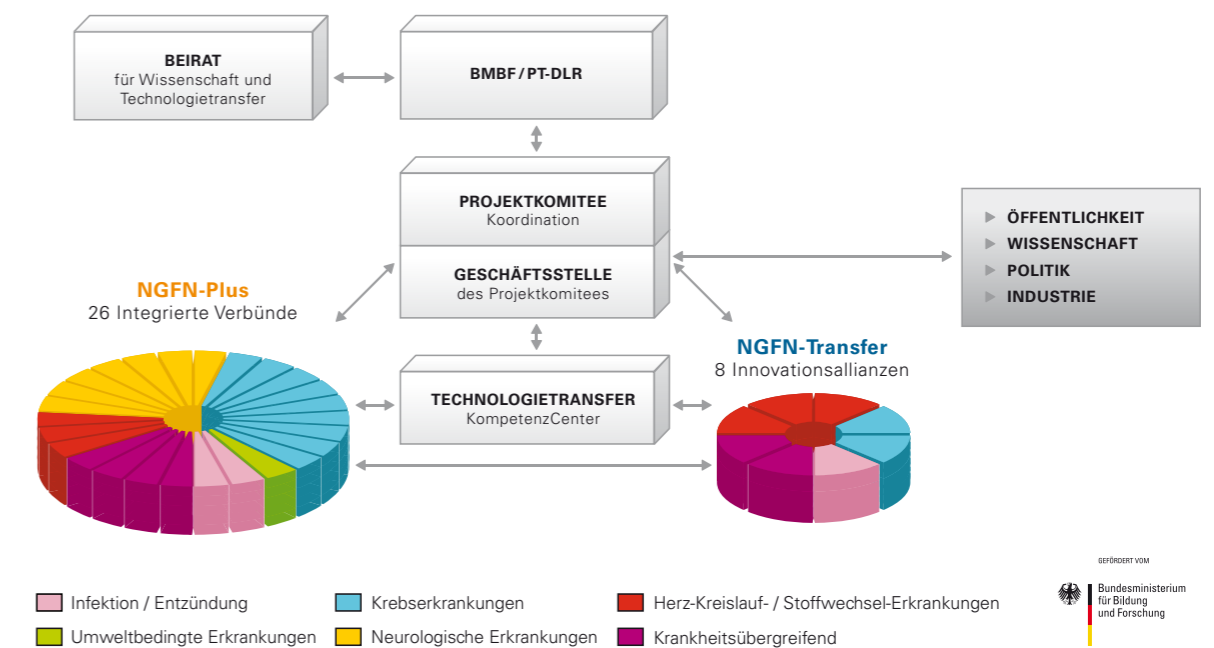 BEIRAT
für Wissenschaft und
Technologietransfer
BMBF / PT-DLR
PROJEKTKOMITEE
Koordination
GESCHÄFTSSTELLE
des Projektkomitees
ÖFFENTLICHKEIT
WISSENSCHAFT
POLITIK
INDUSTRIE
NGFN-Plus
26 Integrierte Verbünde
NGFN-Transfer
8 Innovationsallianzen
TECHNOLOGIETRANSFER
KompetenzCenter
GEFÖRDERT VOM
Bundesministerium
für Bildung
und Forschung
Infektion / Entzündung
Krebserkrankungen
Herz-Kreislauf- / Stoffwechsel-Erkrankungen
Umweltbedingte Erkrankungen
Neurologische Erkrankungen
Krankheitsübergreifend